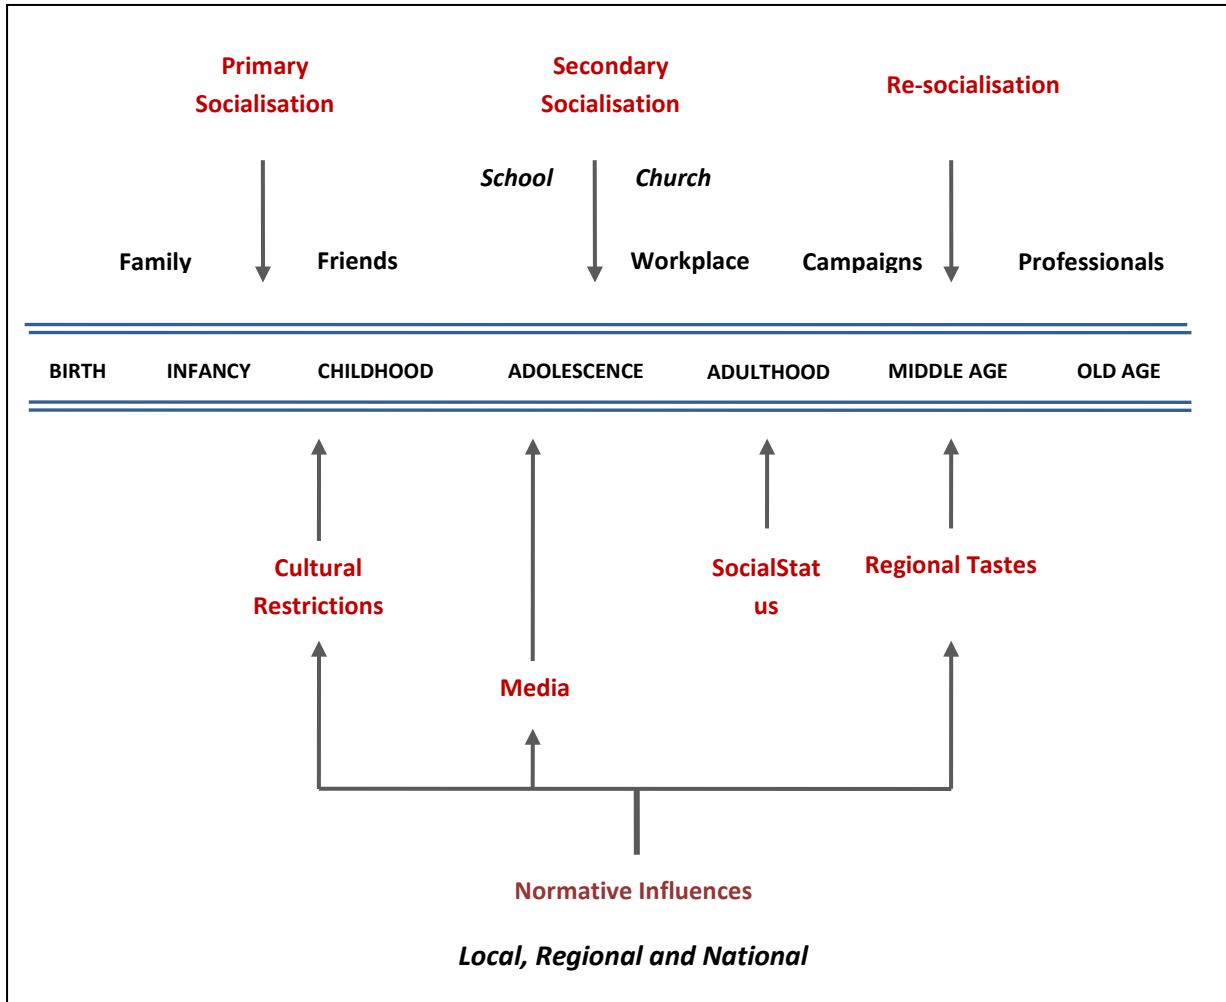 Primary
Socialisation
Secondary
Socialisation
Re-socialisation
School
Church
Family
Friends
Workplace
Campaigns
Professionals
BIRTH INFANCY CHILDHOOD ADOLESCENCE ADULTHOOD MIDDLE AGE OLD AGE
Cultural
Restrictions
SocialStat
us
Regional Tastes
Media
Normative Influences
Local, Regional and National